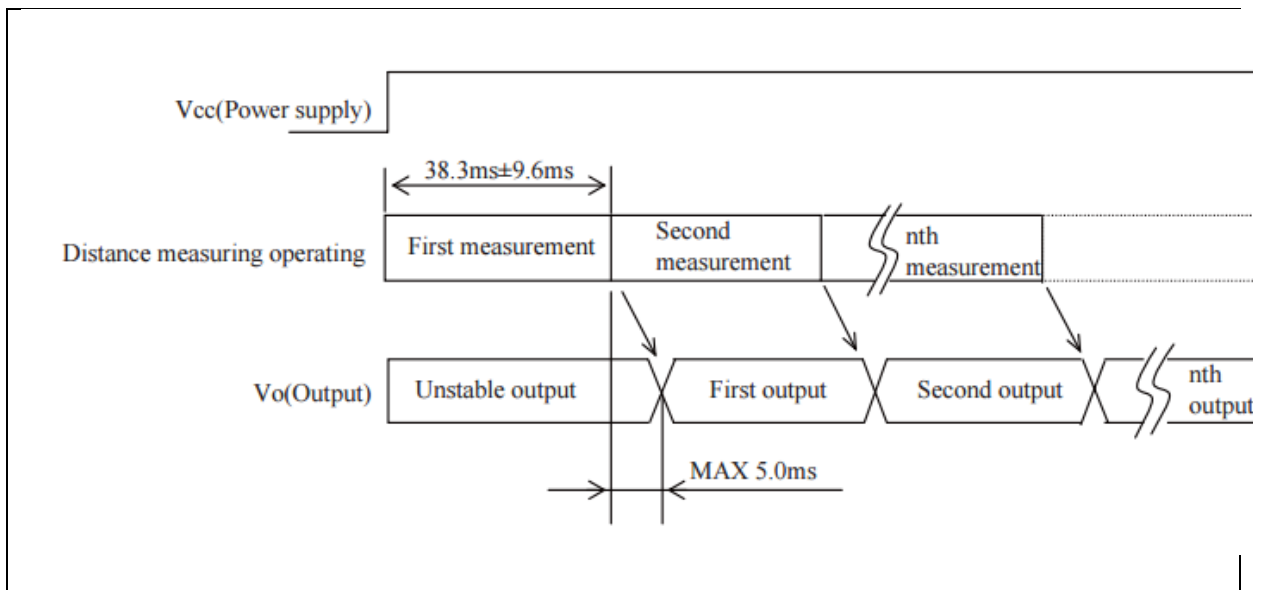 Vcc(Power supply)
38.3ms±9.6ms
Distance measuring operating
First measurement
Second
measurement
nth
measurement
Vo(Output)
Unstable output
First output
Second output
nth
output
MAX 5.0ms